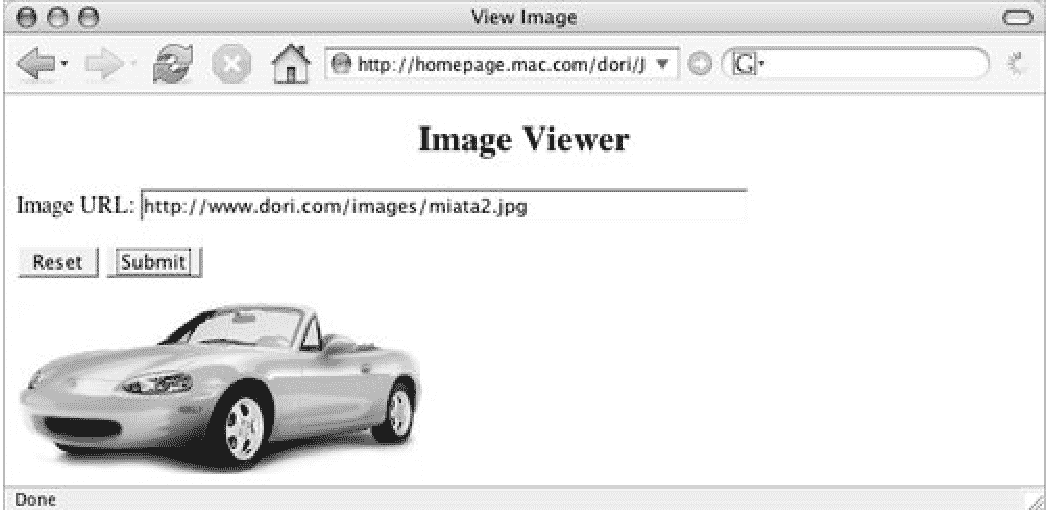 View Image
http://homepage.mac.com/dori/J
G
Image Viewer
Image URL: http://www.dori.com/images/miata2.jpg
Reset Submit
Done